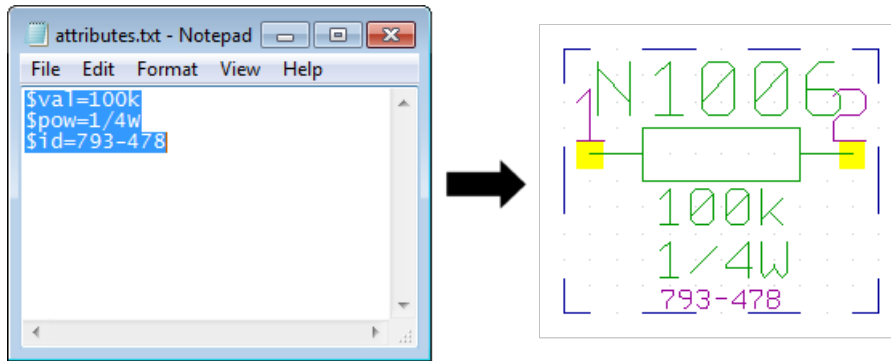 attributes.txt - Notepad
File Edit Format View Help
$val=100k
$pow=1/4W
$id=793-478
N1006
1 2
100k
1/4W
793-478